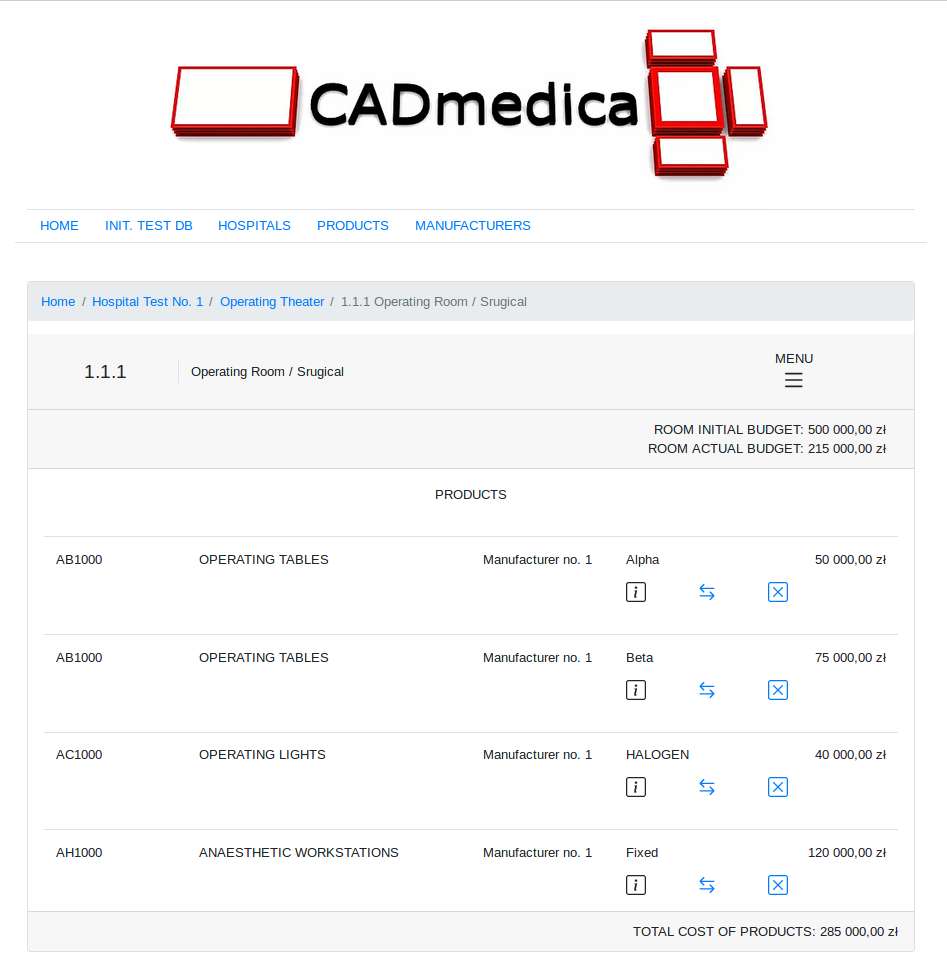 CADmedica
HOME INIT. TEST DB HOSPITALS PRODUCTS MANUFACTURERS
Home / Hospital Test No. 1 / Operating Theater / 1.1.1 Operating Room / Srugical
MENU
1.1.1 Operating Room / Srugical
ROOM INITIAL BUDGET: 500 000,00 zł
ROOM ACTUAL BUDGET: 215 000,00 zł
PRODUCTS
AB1000 OPERATING TABLES Manufacturer no. 1 Alpha 50 000,00 zł
AB1000 OPERATING TABLES Manufacturer no. 1 Beta 75 000,00 zł
AC1000 OPERATING LIGHTS Manufacturer no. 1 HALOGEN 40 000,00 zł
AH1000 ANAESTHETIC WORKSTATIONS Manufacturer no. 1 Fixed 120 000,00 zł
TOTAL COST OF PRODUCTS: 285 000,00 zł